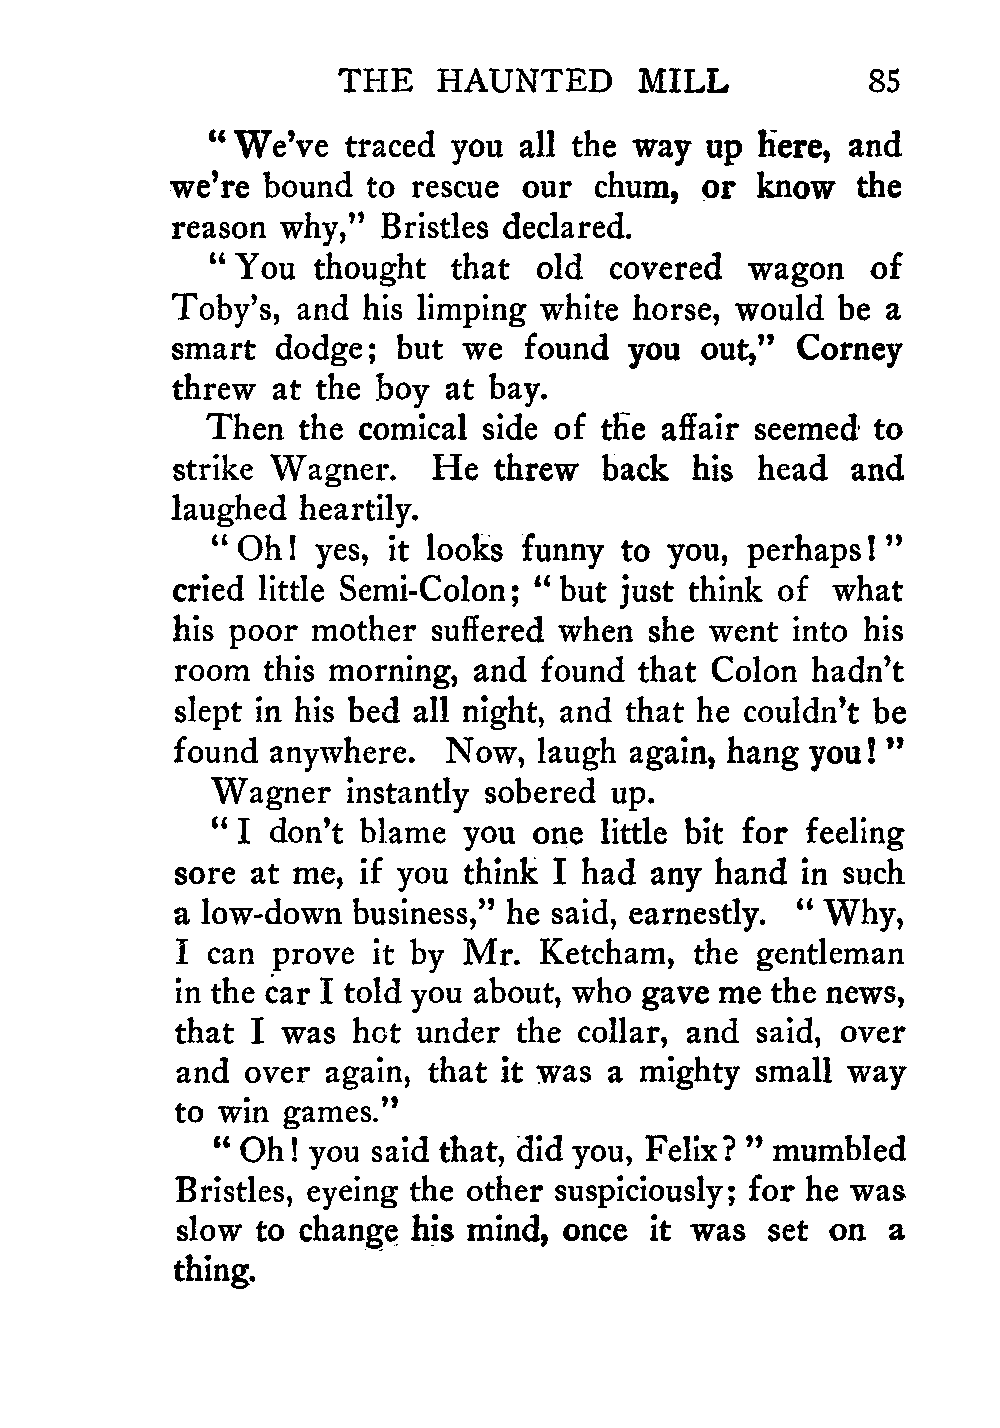 THE HAUNTED MILL 85
“We’ve traced you all the way up here, and
we’re bound to rescue our chum, or know the
reason why,” Bristles declared.
“You thought that old covered wagon of
Toby’s, and his limping white horse, would be a
smart dodge; but we found you out,” Corney
threw at the boy at bay.
Then the comical side of the affair seemed to
strike Wagner. He threw back his head and
laughed heartily.
“Oh! yes, it looks funny to you, perhaps!”
cried little Semi-Colon; “but just think of what
his poor mother suffered when she went into his
room this morning, and found that Colon hadn’t
slept in his bed all night, and that he couldn’t be
found anywhere. Now, laugh again, hang you!”
Wagner instantly sobered up.
“I don’t blame you one little bit for feeling
sore at me, if you think I had any hand in such
a low-down business,” he said, earnestly. “Why,
I can prove it by Mr. Ketcham, the gentleman
in the car I told you about, who gave me the news,
that I was hot under the collar, and said, over
and over again, that it was a mighty small way
to win games.”
“Oh! you said that, did you, Felix?” mumbled
Bristles, eyeing the other suspiciously; for he was
slow to change his mind, once it was set on a
thing.